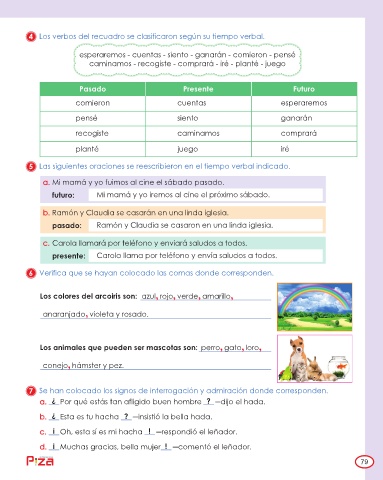 4 Los verbos del recuadro se clasificaron según su tiempo verbal.
esperaremos - cuentas - siento - ganarán - comieron - pensé
caminamos - recogiste - comprará - iré - planté - juego
Pasado Presente Futuro
comieron cuentas esperaremos
pensé siento ganarán
recogiste caminamos comprará
planté juego iré
5 Las siguientes oraciones se reescribieron en el tiempo verbal indicado.
a. Mi mamá y yo fuimos al cine el sábado pasado.
futuro: Mi mamá y yo iremos al cine el próximo sábado.
b. Ramón y Claudia se casarán en una linda iglesia.
pasado: Ramón y Claudia se casaron en una linda iglesia.
c. Carola llamará por teléfono y enviará saludos a todos.
presente: Carola llama por teléfono y envía saludos a todos.
6 Verifica que se hayan colocado las comas donde corresponden.
Los colores del arcoíris son: azul, rojo, verde, amarillo,
anaranjado, violeta y rosado.
Los animales que pueden ser mascotas son: perro, gato, loro,
conejo, hámster y pez.
7 Se han colocado los signos de interrogación y admiración donde corresponden.
a. ¿ Por qué estás tan afligido buen hombre ? —dijo el hada.
b. ¿ Esta es tu hacha ? —insistió la bella hada.
c. ¡ Oh, esta sí es mi hacha ! —respondió el leñador.
d. ¡ Muchas gracias, bella mujer ! —comentó el leñador.
Piza 79